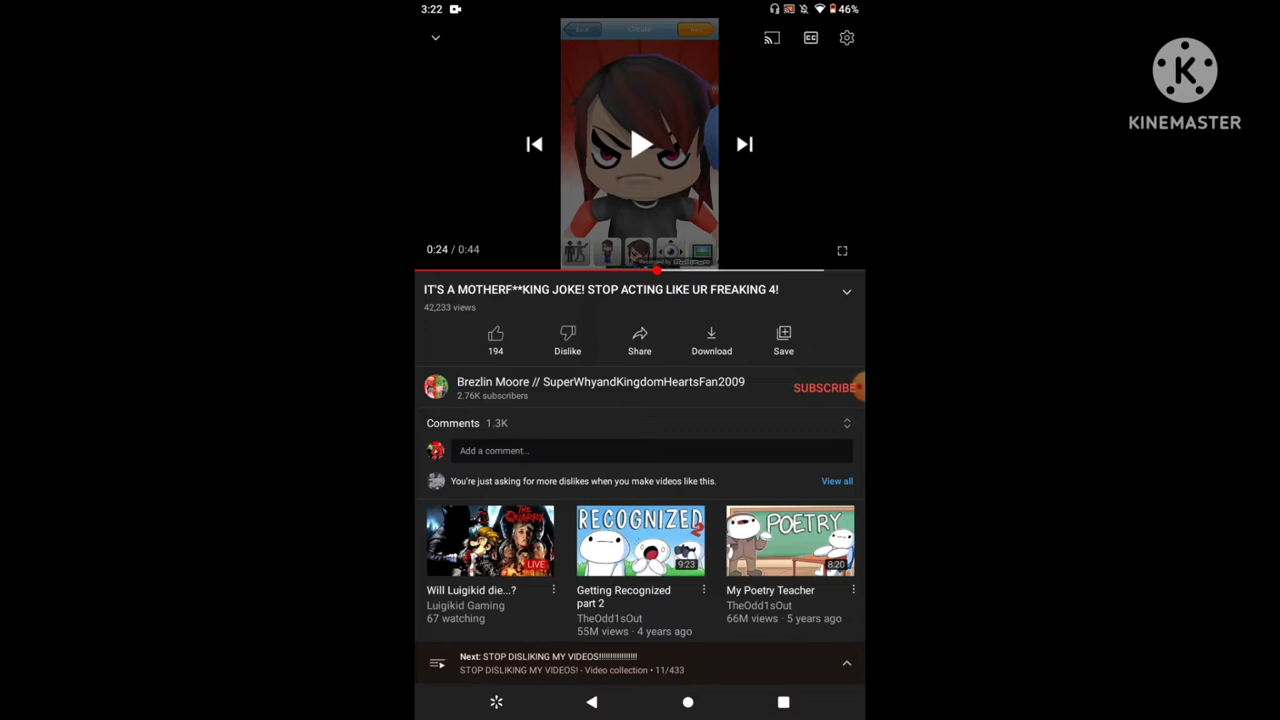 3:22
46%
Back
Circular
K
KINEMASTER
0:24 / 0:44
IT'S A MOTHERF**KING JOKE! STOP ACTING LIKE UR FREAKING 4!
42,233 views
194
Dislike
Share
Download
Save
Brezlin Moore // SuperWhyandKingdomHeartsFan2009
2.76K subscribers
SUBSCRIBE
Comments 1.3K
Add a comment...
You're just asking for more dislikes when you make videos like this.
View all
THE QUARRY
LIVE
RECOGNIZED 2
9:23
POETRY
8:20
Will Luigikid die...?
Luigikid Gaming
67 watching
Getting Recognized
part 2
TheOdd1sOut
55M views · 4 years ago
My Poetry Teacher
TheOdd1sOut
66M views · 5 years ago
Next: STOP DISLIKING MY VIDEOS!!!!!!!!!!!!!!!!!
STOP DISLIKING MY VIDEOS! - Video collection • 11/433